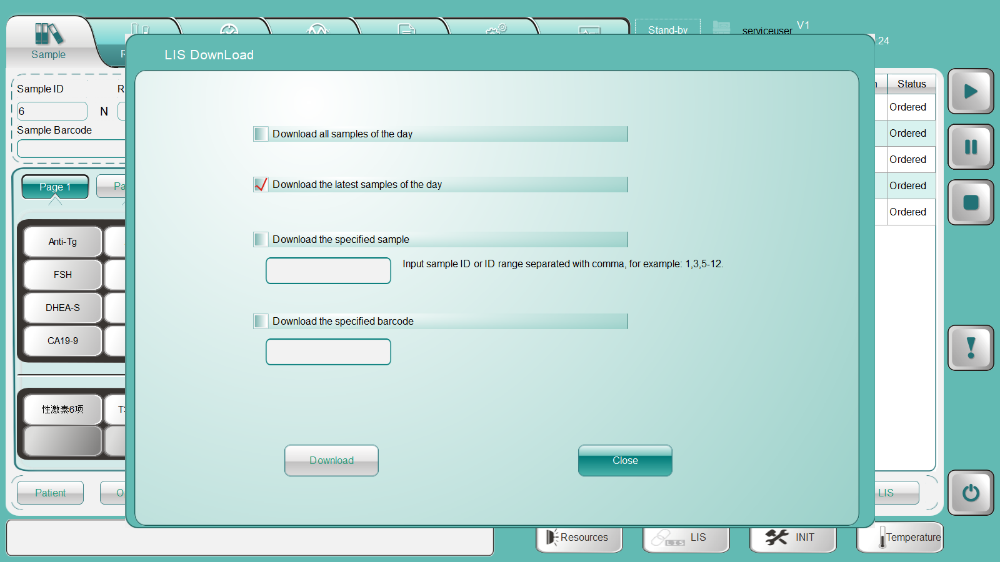 Sample
R
Stand-by
serviceuser
V1
:24
LIS DownLoad
Sample ID
R
6
N
Sample Barcode
Page 1
Pa
Anti-Tg
FSH
DHEA-S
CA19-9
性激素6项
T3
Patient
O
Download all samples of the day
Download the latest samples of the day
Download the specified sample
Input sample ID or ID range separated with comma, for example: 1,3,5-12.
Download the specified barcode
Download
Close
Status
Ordered
Ordered
Ordered
Ordered
Ordered
LIS
Resources
LIS
LIS
INIT
Temperature